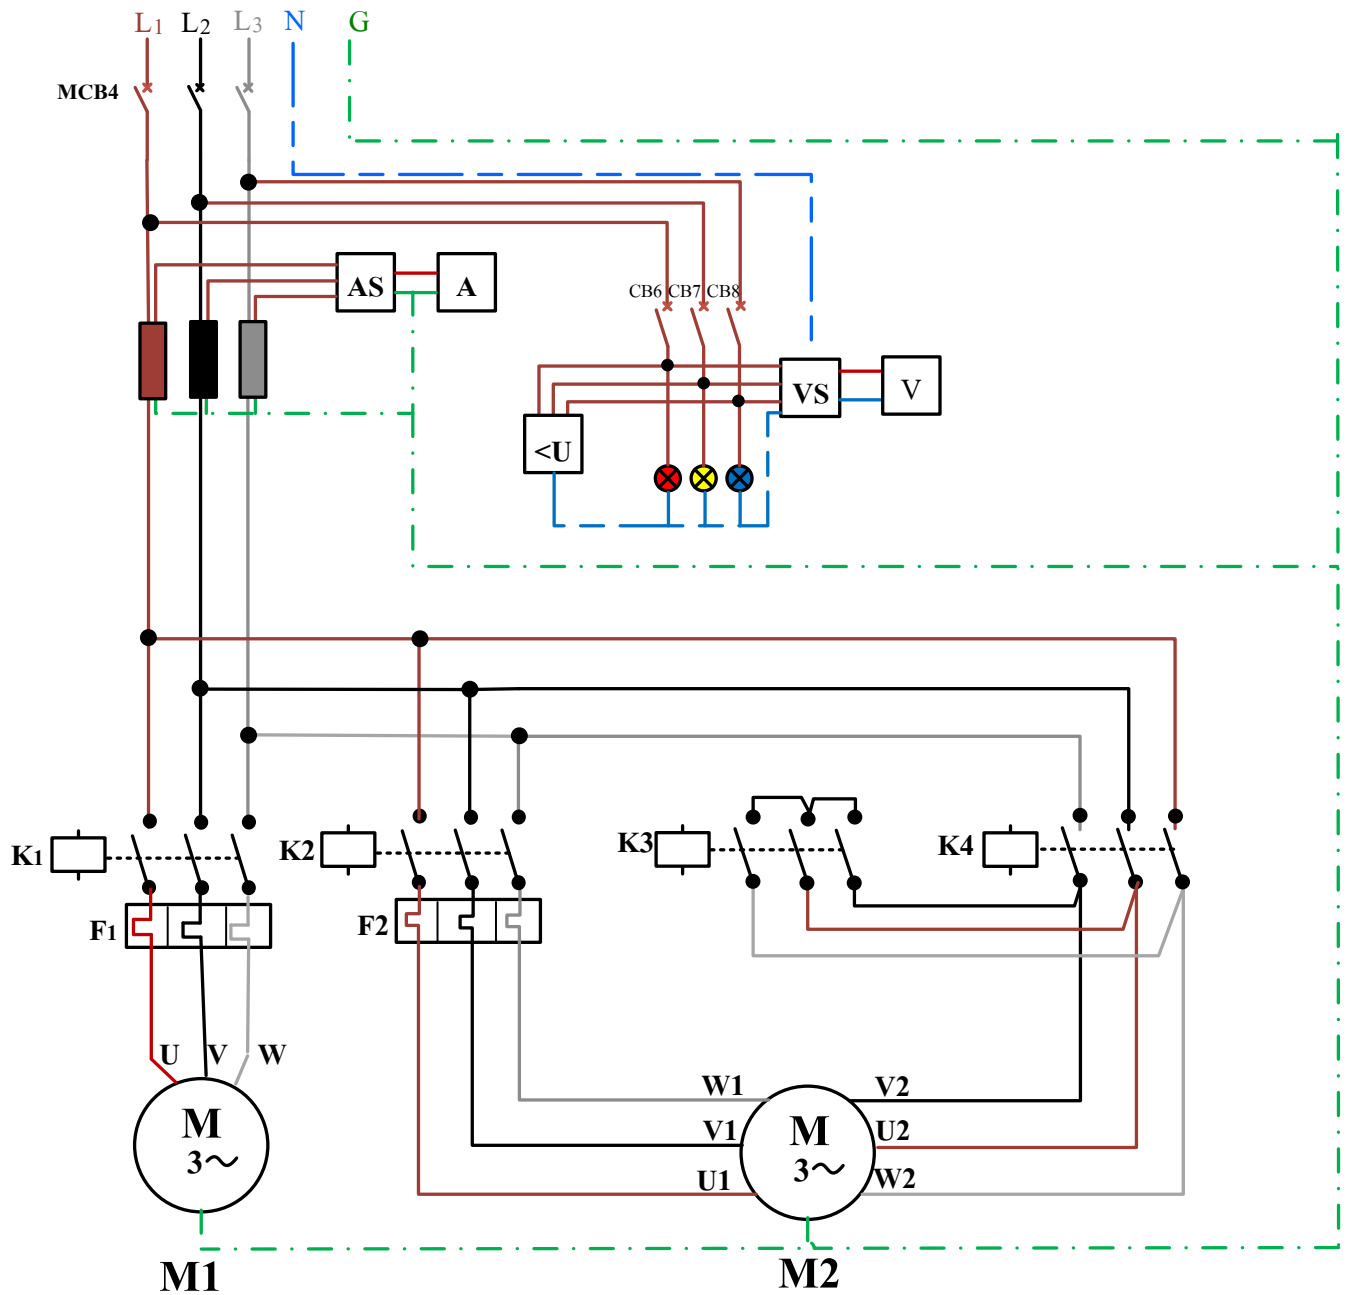 L1 L2 L3 N G
MCB4
AS A
CB6 CB7 CB8
VS V
<U
K1 K2 K3 K4
F1 F2
U V W
M
3~
M1
W1 V2
V1 M U2
3~
U1 W2
M2